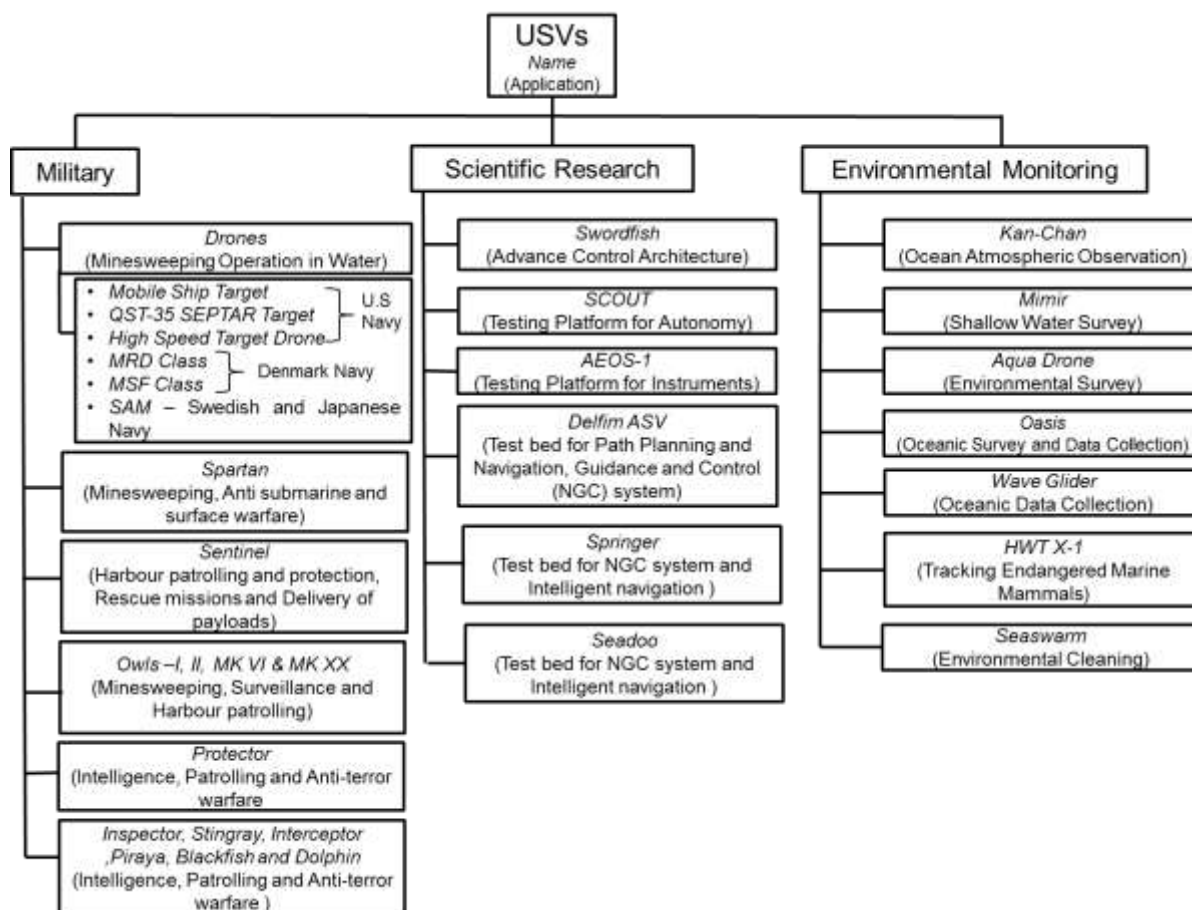 USVs
Name
(Application)
Military
Drones
(Minesweeping Operation in Water)
• Mobile Ship Target
• QST-35 SEPTAR Target
• High Speed Target Drone
U.S
Navy
• MRD Class
• MSF Class
Denmark Navy
• SAM – Swedish and Japanese
Navy
Spartan
(Minesweeping, Anti submarine and
surface warfare)
Sentinel
(Harbour patrolling and protection,
Rescue missions and Delivery of
payloads)
Owls –I, II, MK VI & MK XX
(Minesweeping, Surveillance and
Harbour patrolling)
Protector
(Intelligence, Patrolling and Anti-terror
warfare
Inspector, Stingray, Interceptor
,Piraya, Blackfish and Dolphin
(Intelligence, Patrolling and Anti-terror
warfare )
Scientific Research
Swordfish
(Advance Control Architecture)
SCOUT
(Testing Platform for Autonomy)
AEOS-1
(Testing Platform for Instruments)
Delfim ASV
(Test bed for Path Planning and
Navigation, Guidance and Control
(NGC) system)
Springer
(Test bed for NGC system and
Intelligent navigation )
Seadoo
(Test bed for NGC system and
Intelligent navigation )
Environmental Monitoring
Kan-Chan
(Ocean Atmospheric Observation)
Mimir
(Shallow Water Survey)
Aqua Drone
(Environmental Survey)
Oasis
(Oceanic Survey and Data Collection)
Wave Glider
(Oceanic Data Collection)
HWT X-1
(Tracking Endangered Marine
Mammals)
Seaswarm
(Environmental Cleaning)